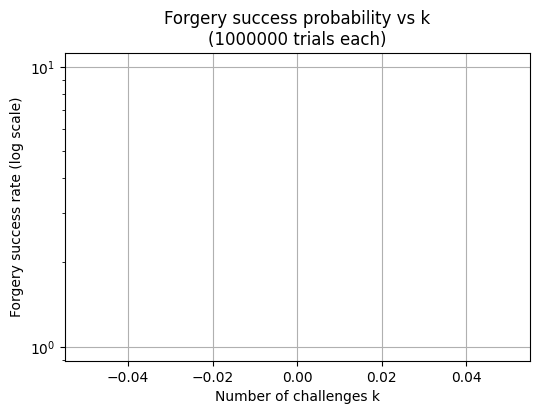 Forgery success probability vs k
(1000000 trials each)
Forgery success rate (log scale)
10¹
10⁰
−0.04 −0.02 0.00 0.02 0.04
Number of challenges k